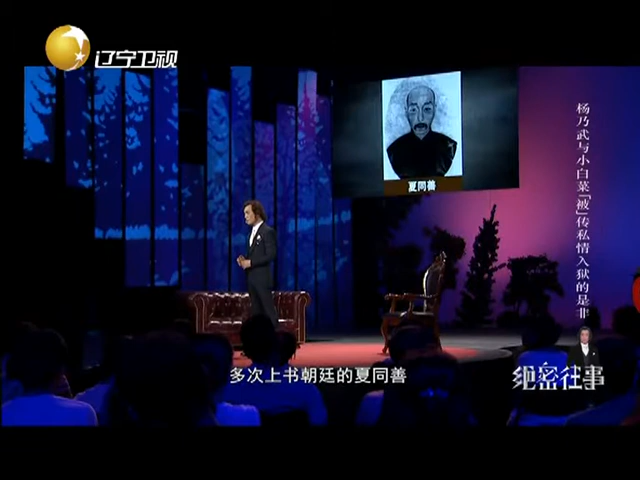 辽宁卫视
夏同善
杨乃武与小白菜「被」传私情入狱的是非
多次上书朝廷的夏同善
绝密往事